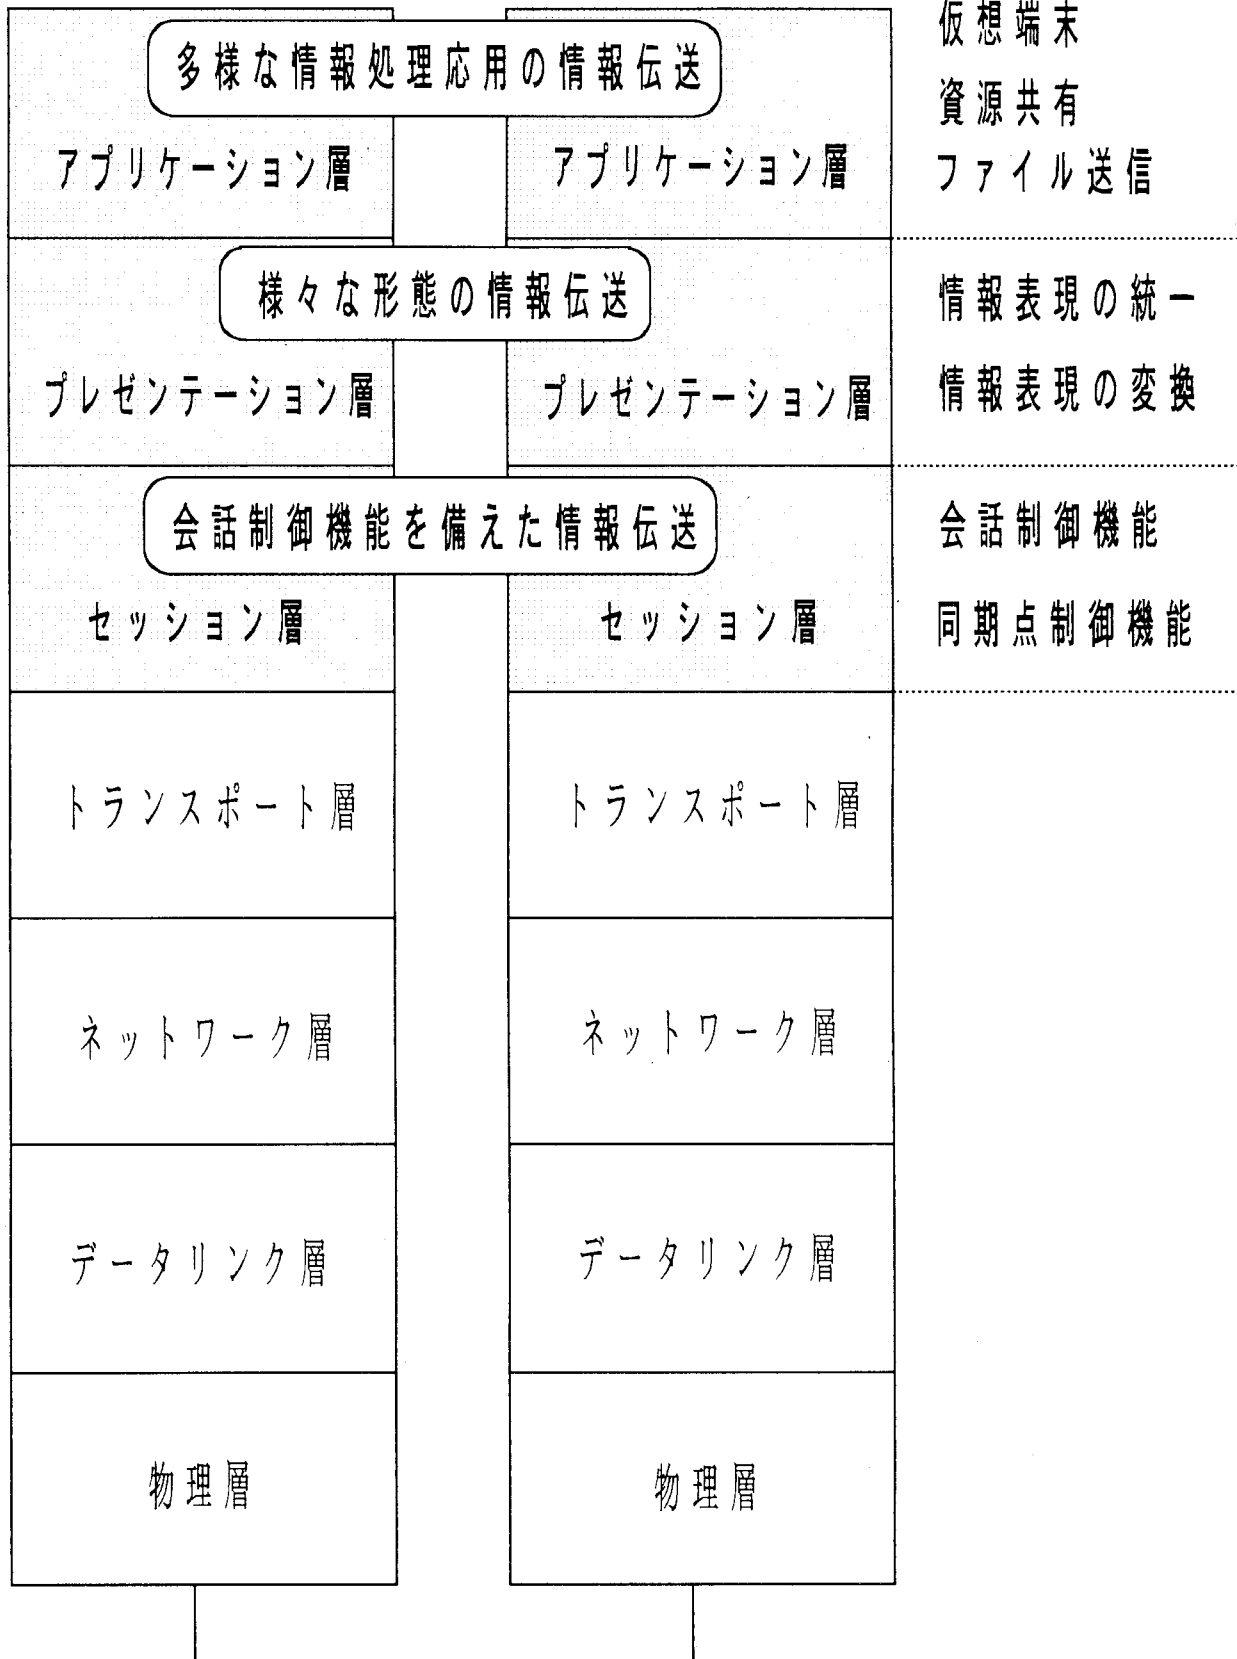 仮想端末
多様な情報処理応用の情報伝送
資源共有
アプリケーション層
アプリケーション層
ファイル送信
様々な形態の情報伝送
情報表現の統一
プレゼンテーション層
プレゼンテーション層
情報表現の変換
会話制御機能を備えた情報伝送
会話制御機能
セッション層
セッション層
同期点制御機能
トランスポート層
トランスポート層
ネットワーク層
ネットワーク層
データリンク層
データリンク層
物理層
物理層